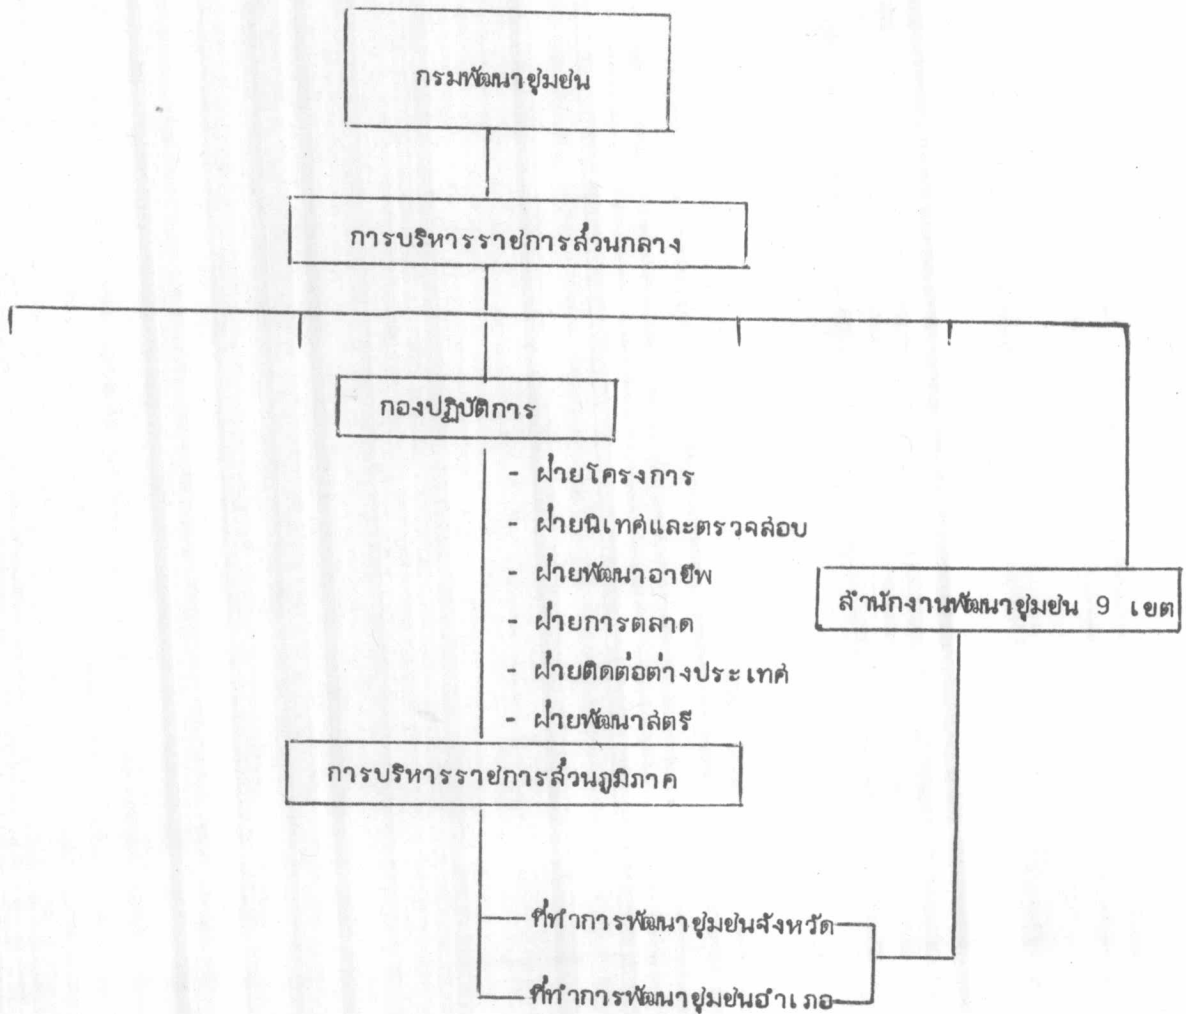 กรมพัฒนาชุมชน
การบริหารราชการส่วนกลาง
กองปฏิบัติการ
- ฝ่ายโครงการ
- ฝ่ายนิเทศและตรวจสอบ
- ฝ่ายพัฒนาอาชีพ
- ฝ่ายการตลาด
- ฝ่ายติดต่อต่างประเทศ
- ฝ่ายพัฒนาสตรี
สำนักงานพัฒนาชุมชน 9 เขต
การบริหารราชการส่วนภูมิภาค
ที่ทำการพัฒนาชุมชนจังหวัด
ที่ทำการพัฒนาชุมชนอำเภอ